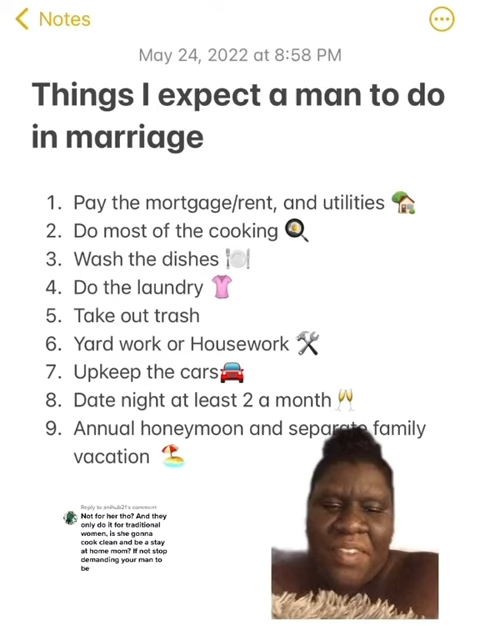 Notes
May 24, 2022 at 8:58 PM
Things I expect a man to do
in marriage
1. Pay the mortgage/rent, and utilities 🏡
2. Do most of the cooking 🍳
3. Wash the dishes 🍽️
4. Do the laundry 👚
5. Take out trash
6. Yard work or Housework 🛠️
7. Upkeep the cars🚘
8. Date night at least 2 a month 🥂
9. Annual honeymoon and separate family
vacation 🏖️
Reply to
comment
Not for her tho? And they
only do it for traditional
women, is she gonna
cook clean and be a stay
at home mom? If not stop
demanding your man to
be